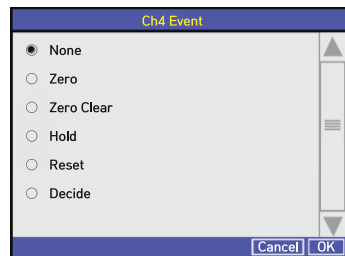 Ch4 Event
None
Zero
Zero Clear
Hold
Reset
Decide
Cancel OK